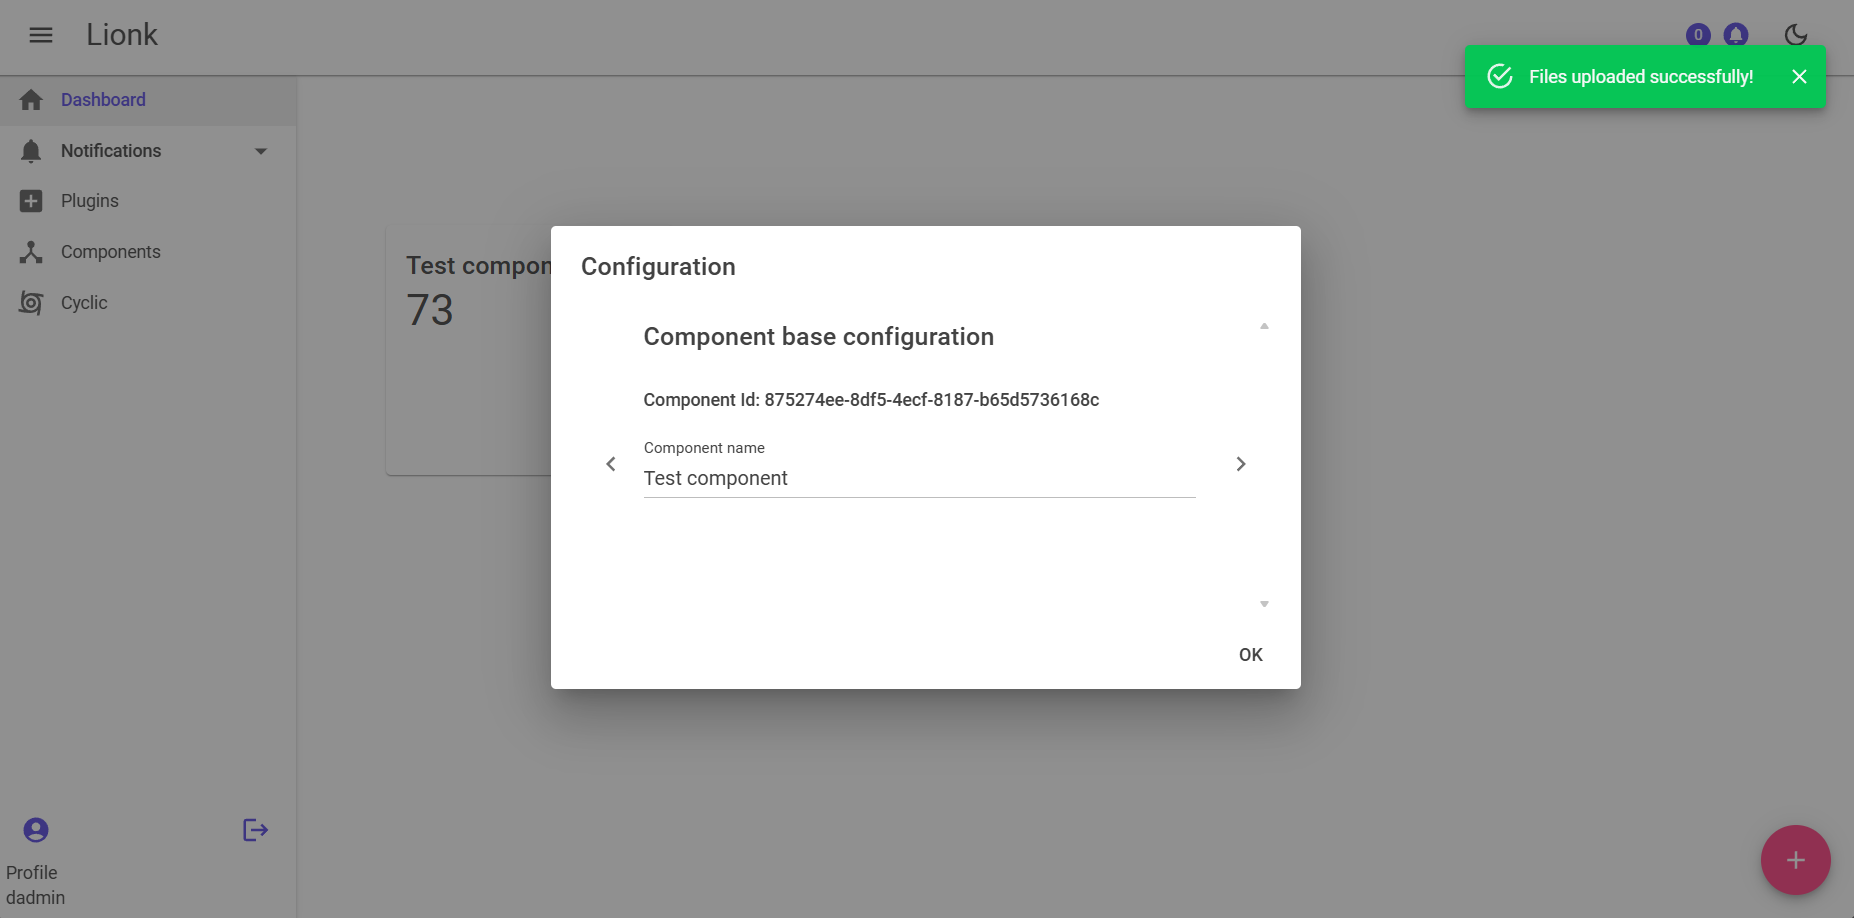 Lionk
0
Files uploaded successfully!
Dashboard
Notifications
Plugins
Components
Cyclic
Test compon
73
Configuration
Component base configuration
Component Id: 875274ee-8df5-4ecf-8187-b65d5736168c
Component name
Test component
OK
Profile
dadmin